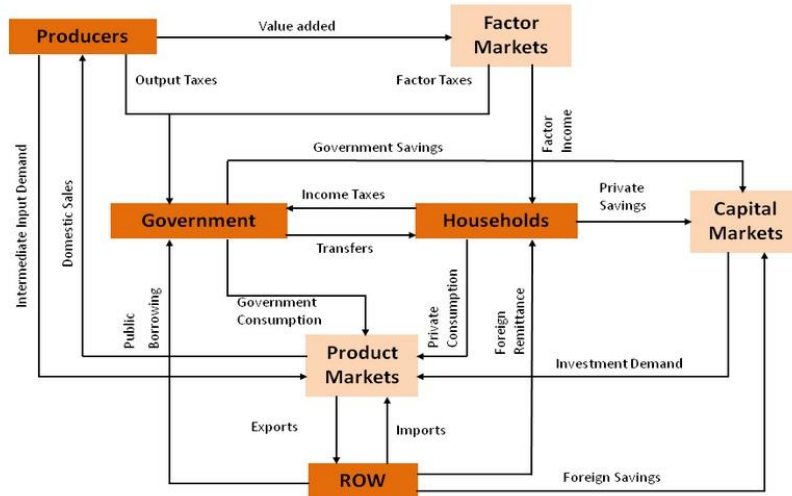 Producers
Value added
Factor
Markets
Output Taxes
Factor Taxes
Intermediate Input Demand
Domestic Sales
Factor
Income
Government Savings
Income Taxes
Private
Savings
Government
Households
Capital
Markets
Transfers
Public
Borrowing
Government
Consumption
Private
Consumption
Foreign
Remittance
Product
Markets
Investment Demand
Exports
Imports
ROW
Foreign Savings